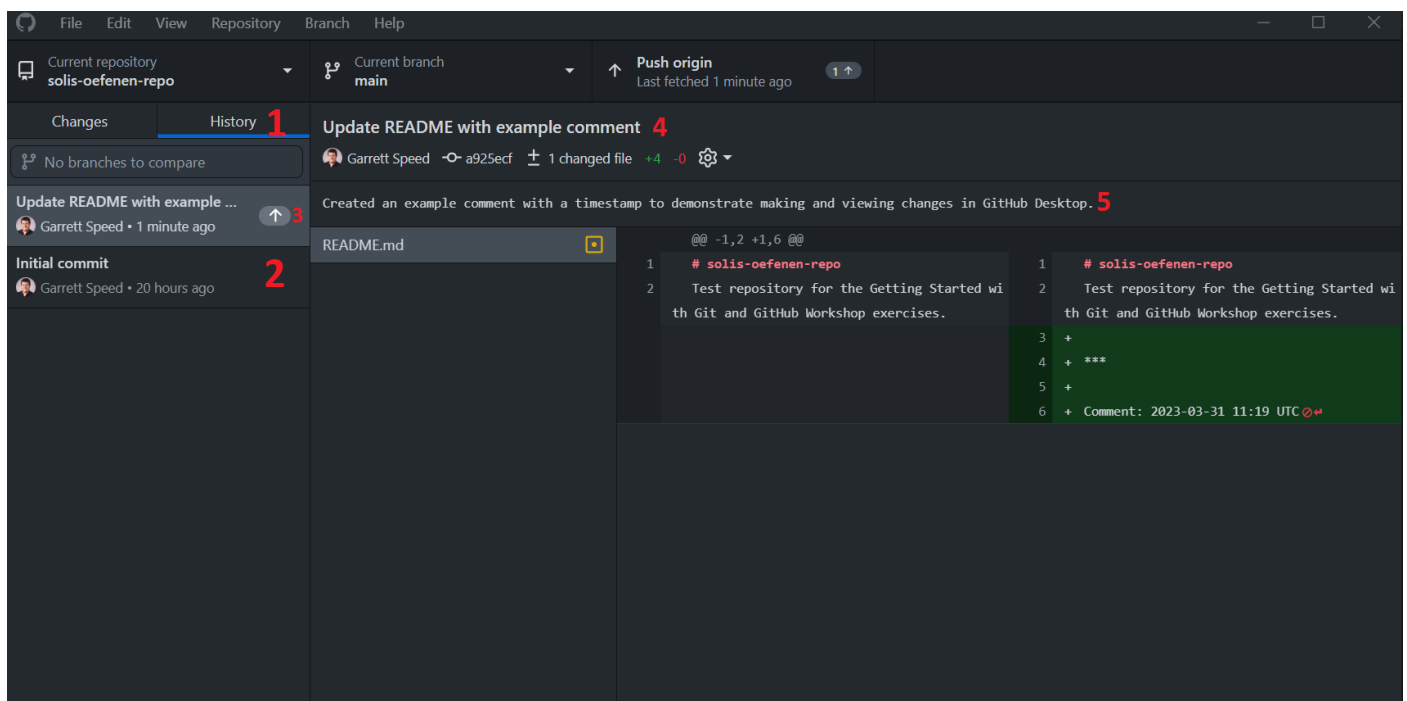 File Edit View Repository Branch Help
Current repository
solis-oefenen-repo
Current branch
main
Push origin
Last fetched 1 minute ago
1
Changes History 1
No branches to compare
Update README with example ...
Garrett Speed • 1 minute ago
3
Initial commit
Garrett Speed • 20 hours ago
2
Update README with example comment 4
Garrett Speed a925ecf 1 changed file +4 -0
Created an example comment with a timestamp to demonstrate making and viewing changes in GitHub Desktop. 5
README.md
@@ -1,2 +1,6 @@
1 # solis-oefenen-repo
2 Test repository for the Getting Started wi
th Git and GitHub Workshop exercises.
1 # solis-oefenen-repo
2 Test repository for the Getting Started wi
th Git and GitHub Workshop exercises.
3 +
4 + ***
5 +
6 + Comment: 2023-03-31 11:19 UTC